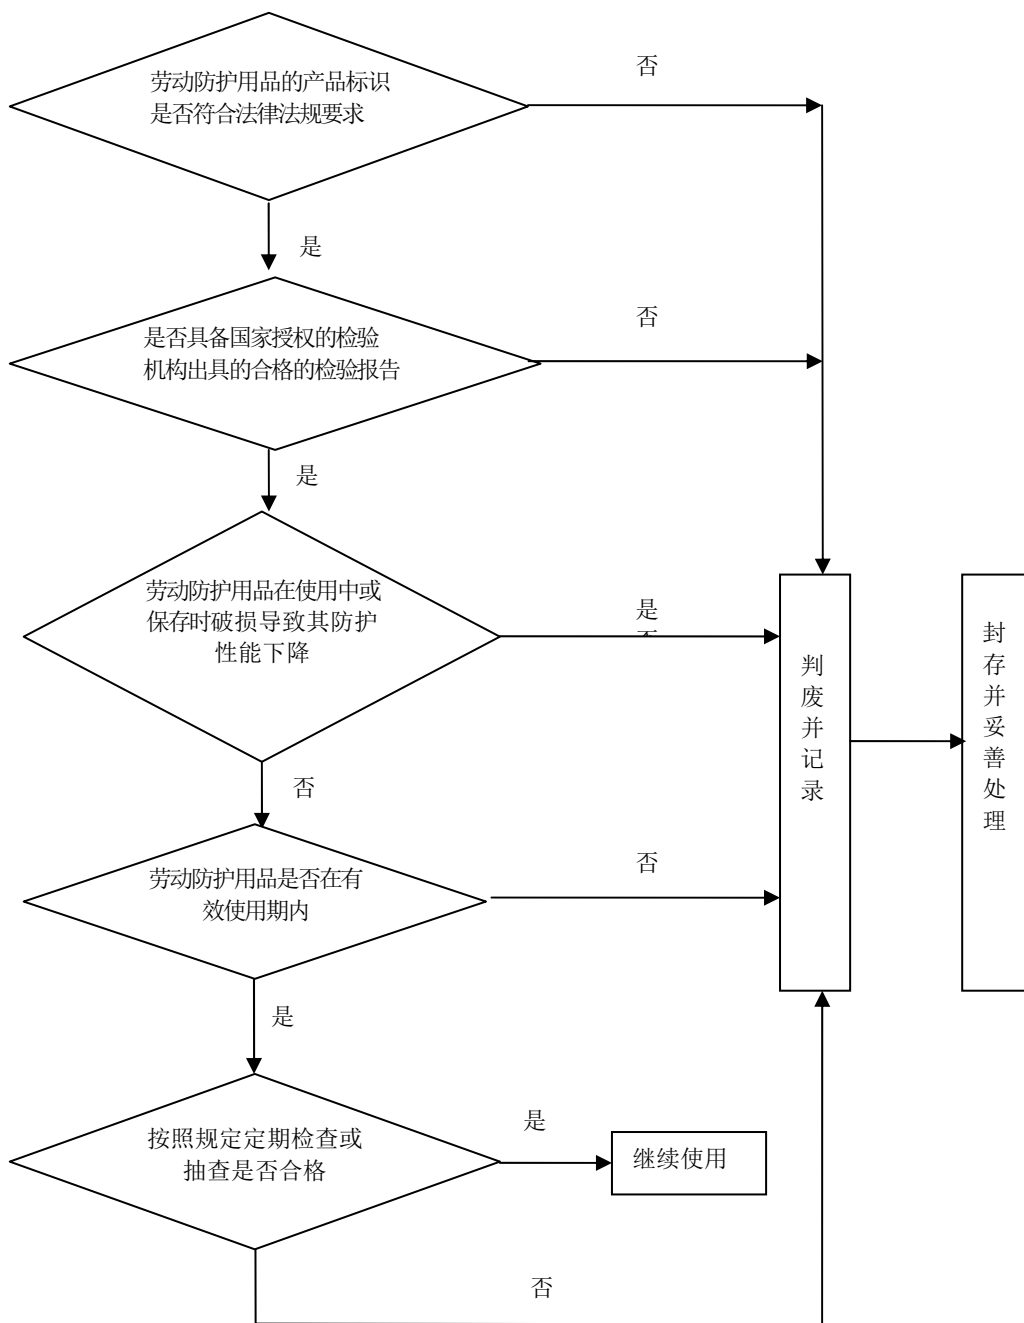 劳动防护用品的产品标识
是否符合法律法规要求
否
是
是否具备国家授权的检验
机构出具的合格的检验报告
否
是
劳动防护用品在使用中或
保存时破损导致其防护
性能下降
是
否
劳动防护用品是否在有
效使用期内
否
是
按照规定定期检查或
抽查是否合格
是
继续使用
否
判废并记录
封存并妥善处理